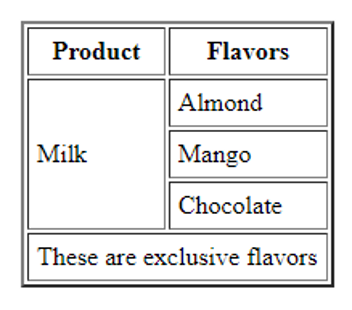 Product Flavors
Almond
Milk Mango
Chocolate
These are exclusive flavors